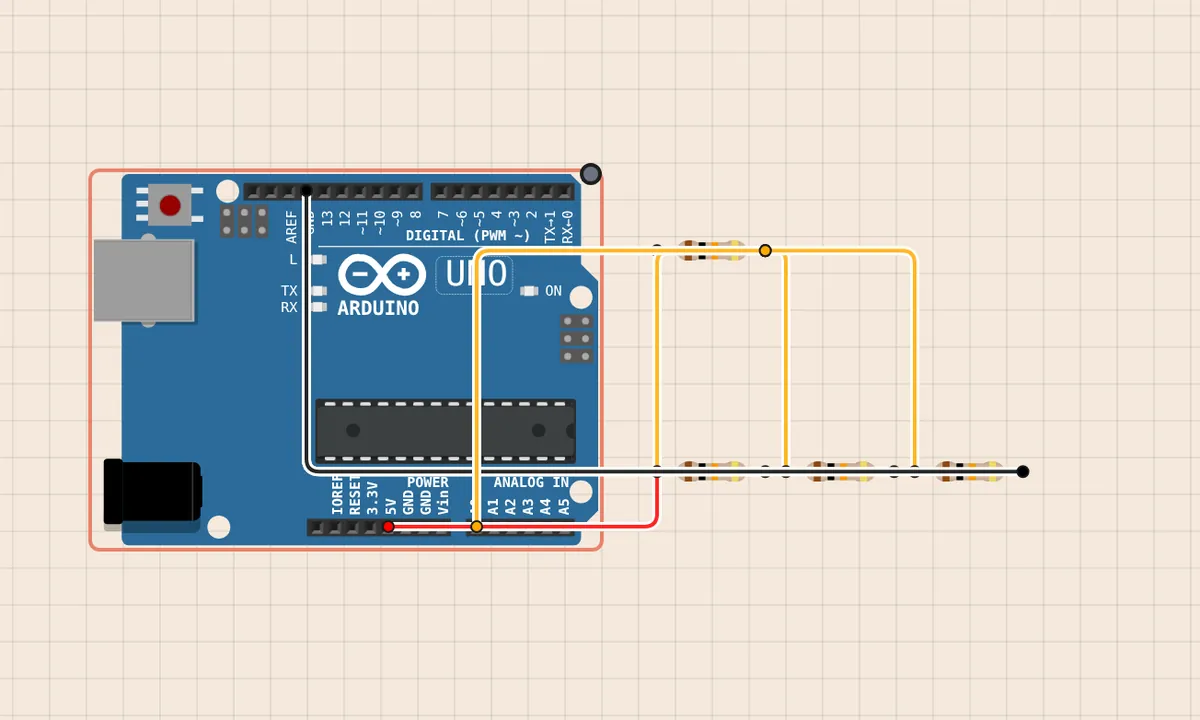 AREF
13
12
~11
~10
~9
8
7
~6
~5
4
~3
2
TX→1
RX←0
DIGITAL (PWM ~)
L
TX
RX
UNO
ARDUINO
ON
POWER
ANALOG IN
IOREF
RESET
3.3V
5V
GND
GND
Vin
A1
A2
A3
A4
A5